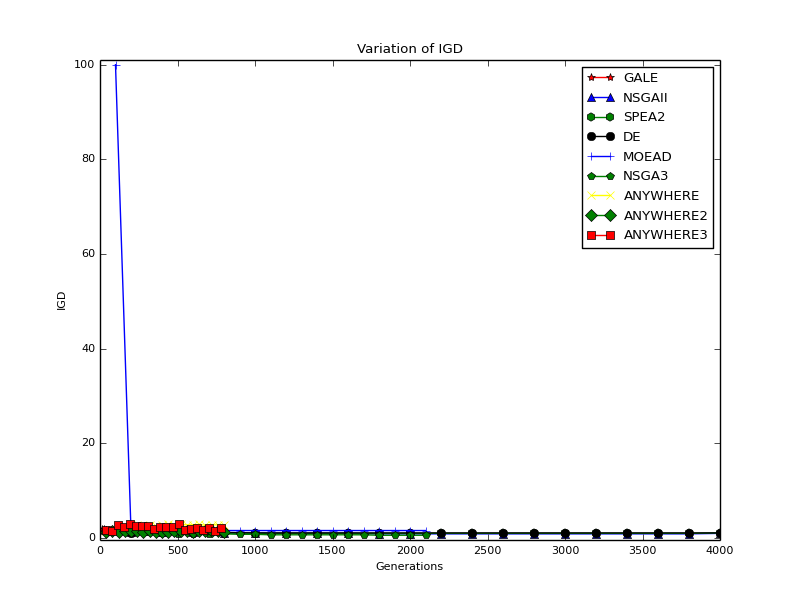 Variation of IGD
100
80
60
40
20
0
IGD
0 500 1000 1500 2000 2500 3000 3500 4000
Generations
GALE
NSGAII
SPEA2
DE
MOEAD
NSGA3
ANYWHERE
ANYWHERE2
ANYWHERE3